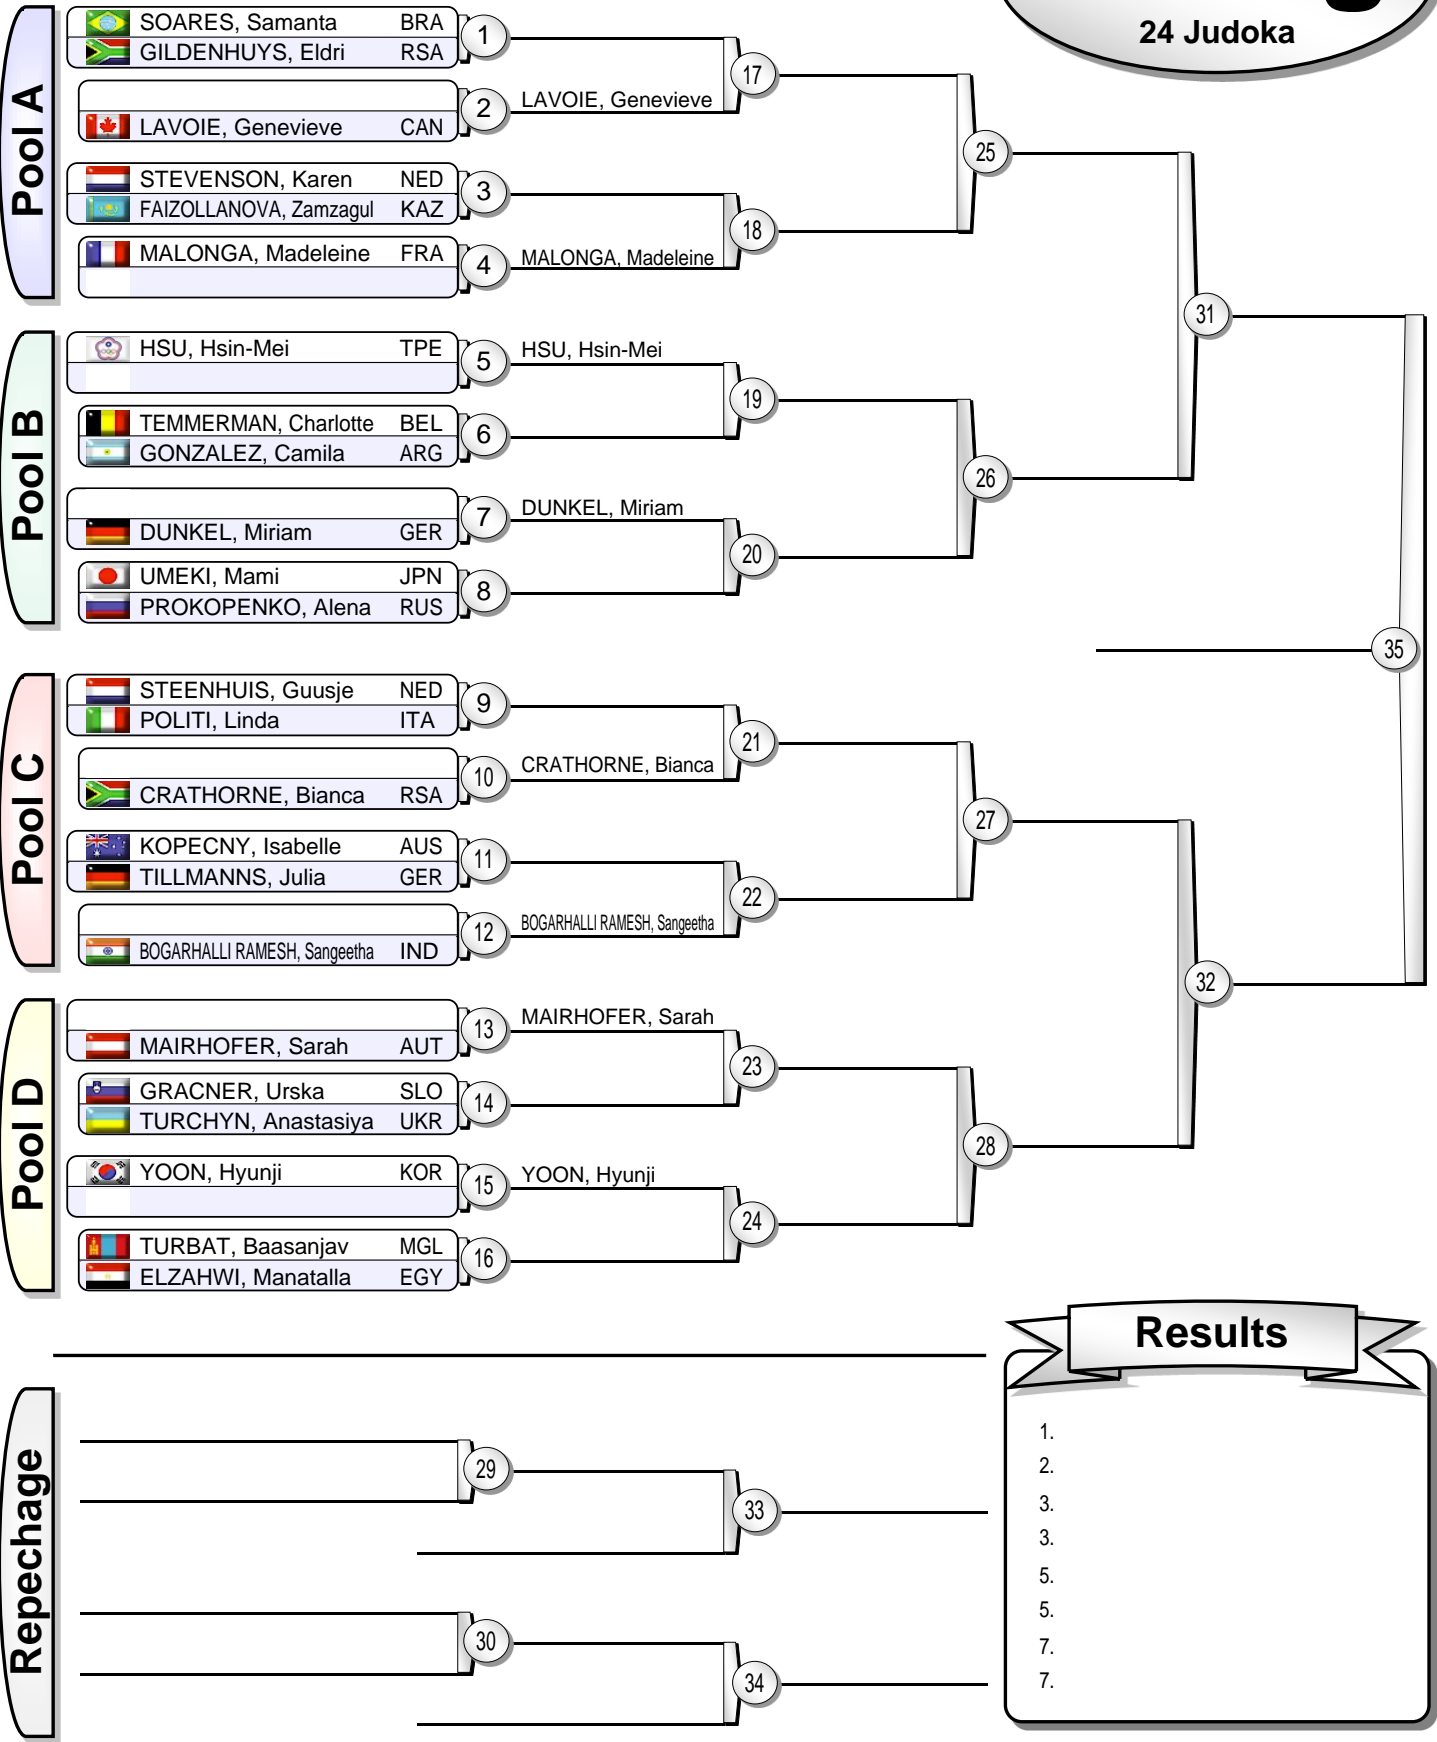 24 Judoka
Pool A
SOARES, Samanta BRA
GILDENHUYS, Eldri RSA
1
LAVOIE, Genevieve CAN
2
LAVOIE, Genevieve
17
STEVENSON, Karen NED
FAIZOLLANOVA, Zamzagul KAZ
3
MALONGA, Madeleine FRA
4
MALONGA, Madeleine
18
25
Pool B
HSU, Hsin-Mei TPE
5
HSU, Hsin-Mei
TEMMERMAN, Charlotte BEL
GONZALEZ, Camila ARG
6
19
DUNKEL, Miriam GER
7
DUNKEL, Miriam
UMEKI, Mami JPN
PROKOPENKO, Alena RUS
8
20
26
31
35
Pool C
STEENHUIS, Guusje NED
POLITI, Linda ITA
9
CRATHORNE, Bianca RSA
10
CRATHORNE, Bianca
21
KOPECNY, Isabelle AUS
TILLMANNS, Julia GER
11
BOGARHALLI RAMESH, Sangeetha IND
12
BOGARHALLI RAMESH, Sangeetha
22
27
Pool D
MAIRHOFER, Sarah AUT
13
MAIRHOFER, Sarah
GRACNER, Urska SLO
TURCHYN, Anastasiya UKR
14
23
YOON, Hyunji KOR
15
YOON, Hyunji
TURBAT, Baasanjav MGL
ELZAHWI, Manatalla EGY
16
24
28
32
Repechage
29
33
30
34
Results
1.
2.
3.
3.
5.
5.
7.
7.